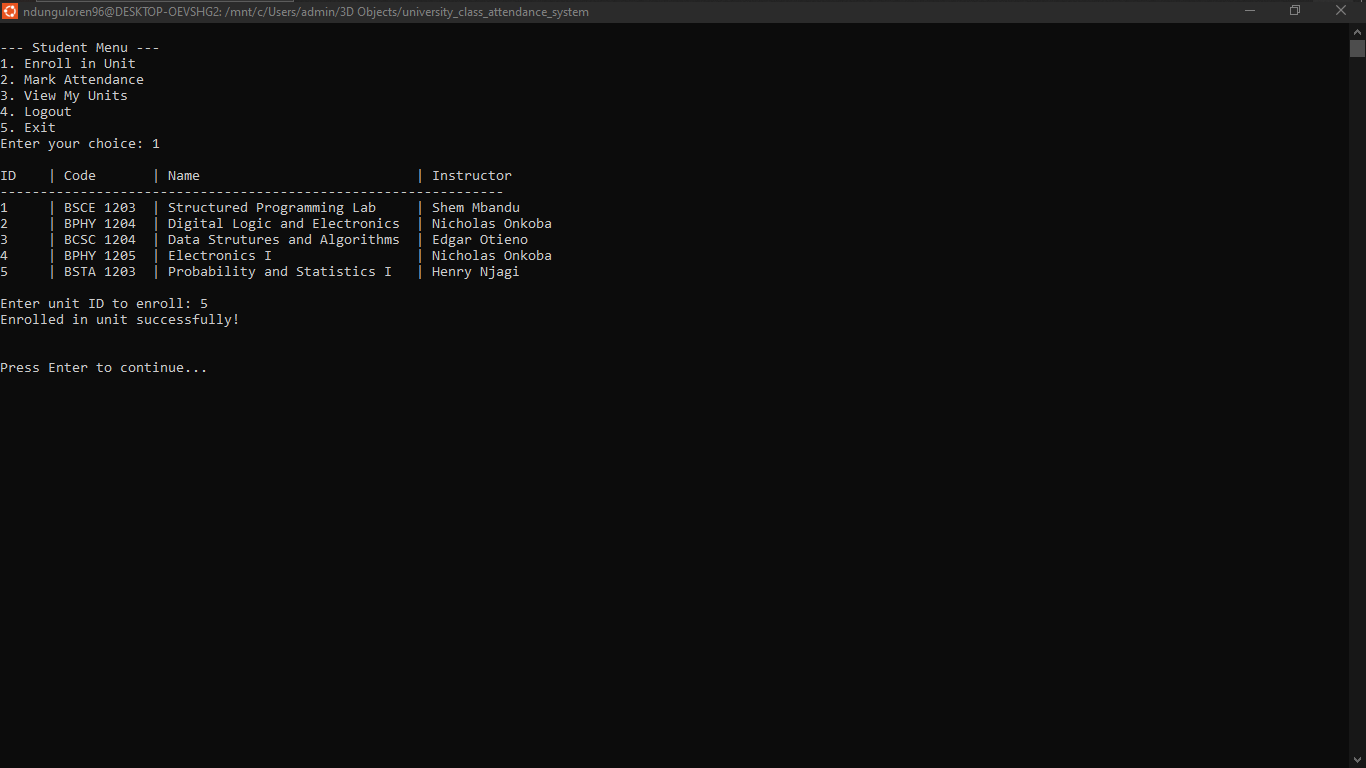 ndunguloren96@DESKTOP-OEVSHG2: /mnt/c/Users/admin/3D Objects/university_class_attendance_system
--- Student Menu ---
1. Enroll in Unit
2. Mark Attendance
3. View My Units
4. Logout
5. Exit
Enter your choice: 1
ID    | Code       | Name                           | Instructor
---------------------------------------------------------------
1     | BSCE 1203  | Structured Programming Lab     | Shem Mbandu
2     | BPHY 1204  | Digital Logic and Electronics  | Nicholas Onkoba
3     | BCSC 1204  | Data Strutures and Algorithms  | Edgar Otieno
4     | BPHY 1205  | Electronics I                  | Nicholas Onkoba
5     | BSTA 1203  | Probability and Statistics I   | Henry Njagi
Enter unit ID to enroll: 5
Enrolled in unit successfully!
Press Enter to continue...